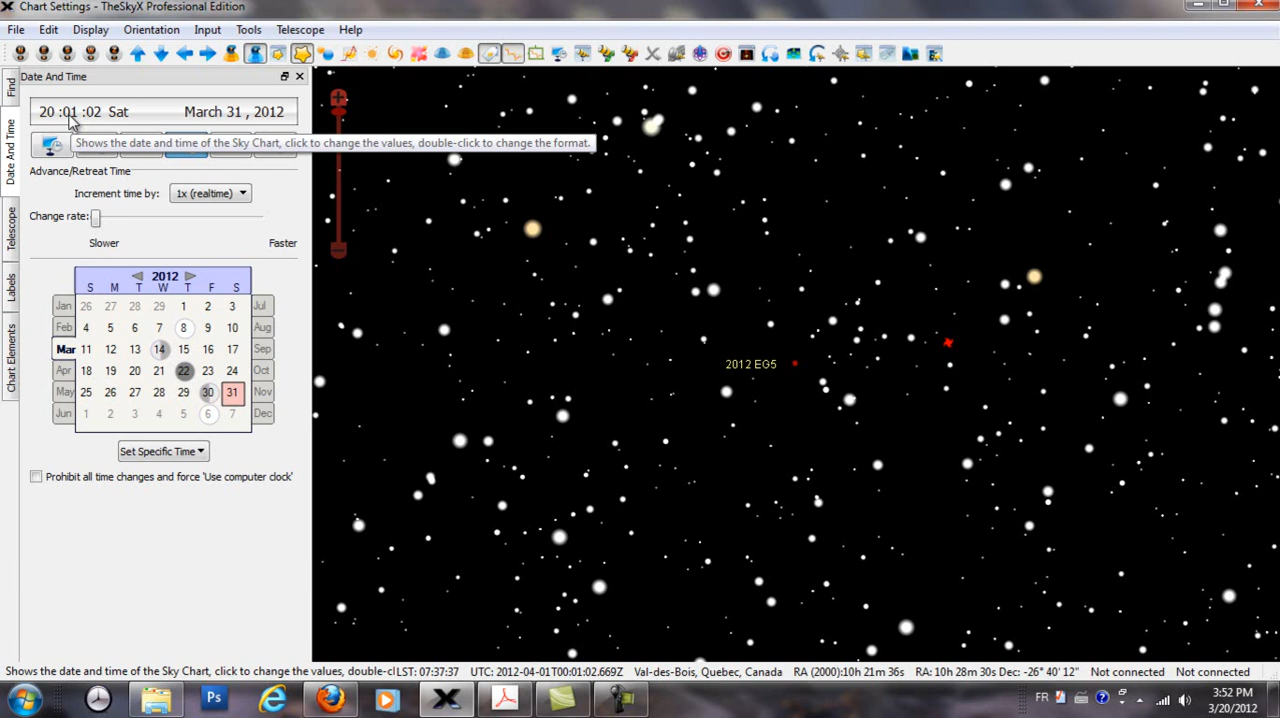 Chart Settings - TheSkyX Professional Edition
File Edit Display Orientation Input Tools Telescope Help
Find
Date And Time
Telescope
Labels
Chart Elements
Date And Time
20 :01 :02 Sat March 31 , 2012
Shows the date and time of the Sky Chart, click to change the values, double-click to change the format.
Advance/Retreat Time
Increment time by: 1x (realtime)
Change rate:
Slower Faster
2012
S M T W T F S
Jan 26 27 28 29 1 2 3 Jul
Feb 4 5 6 7 8 9 10 Aug
Mar 11 12 13 14 15 16 17 Sep
Apr 18 19 20 21 22 23 24 Oct
May 25 26 27 28 29 30 31 Nov
Jun 1 2 3 4 5 6 7 Dec
Set Specific Time
Prohibit all time changes and force 'Use computer clock'
2012 EG5
Shows the date and time of the Sky Chart, click to change the values, double-cl LST: 07:37:37 UTC: 2012-04-01T00:01:02.669Z Val-des-Bois, Quebec, Canada RA (2000):10h 21m 36s RA: 10h 28m 30s Dec: -26° 40' 12" Not connected Not connected
Ps
FR
3:52 PM
3/20/2012